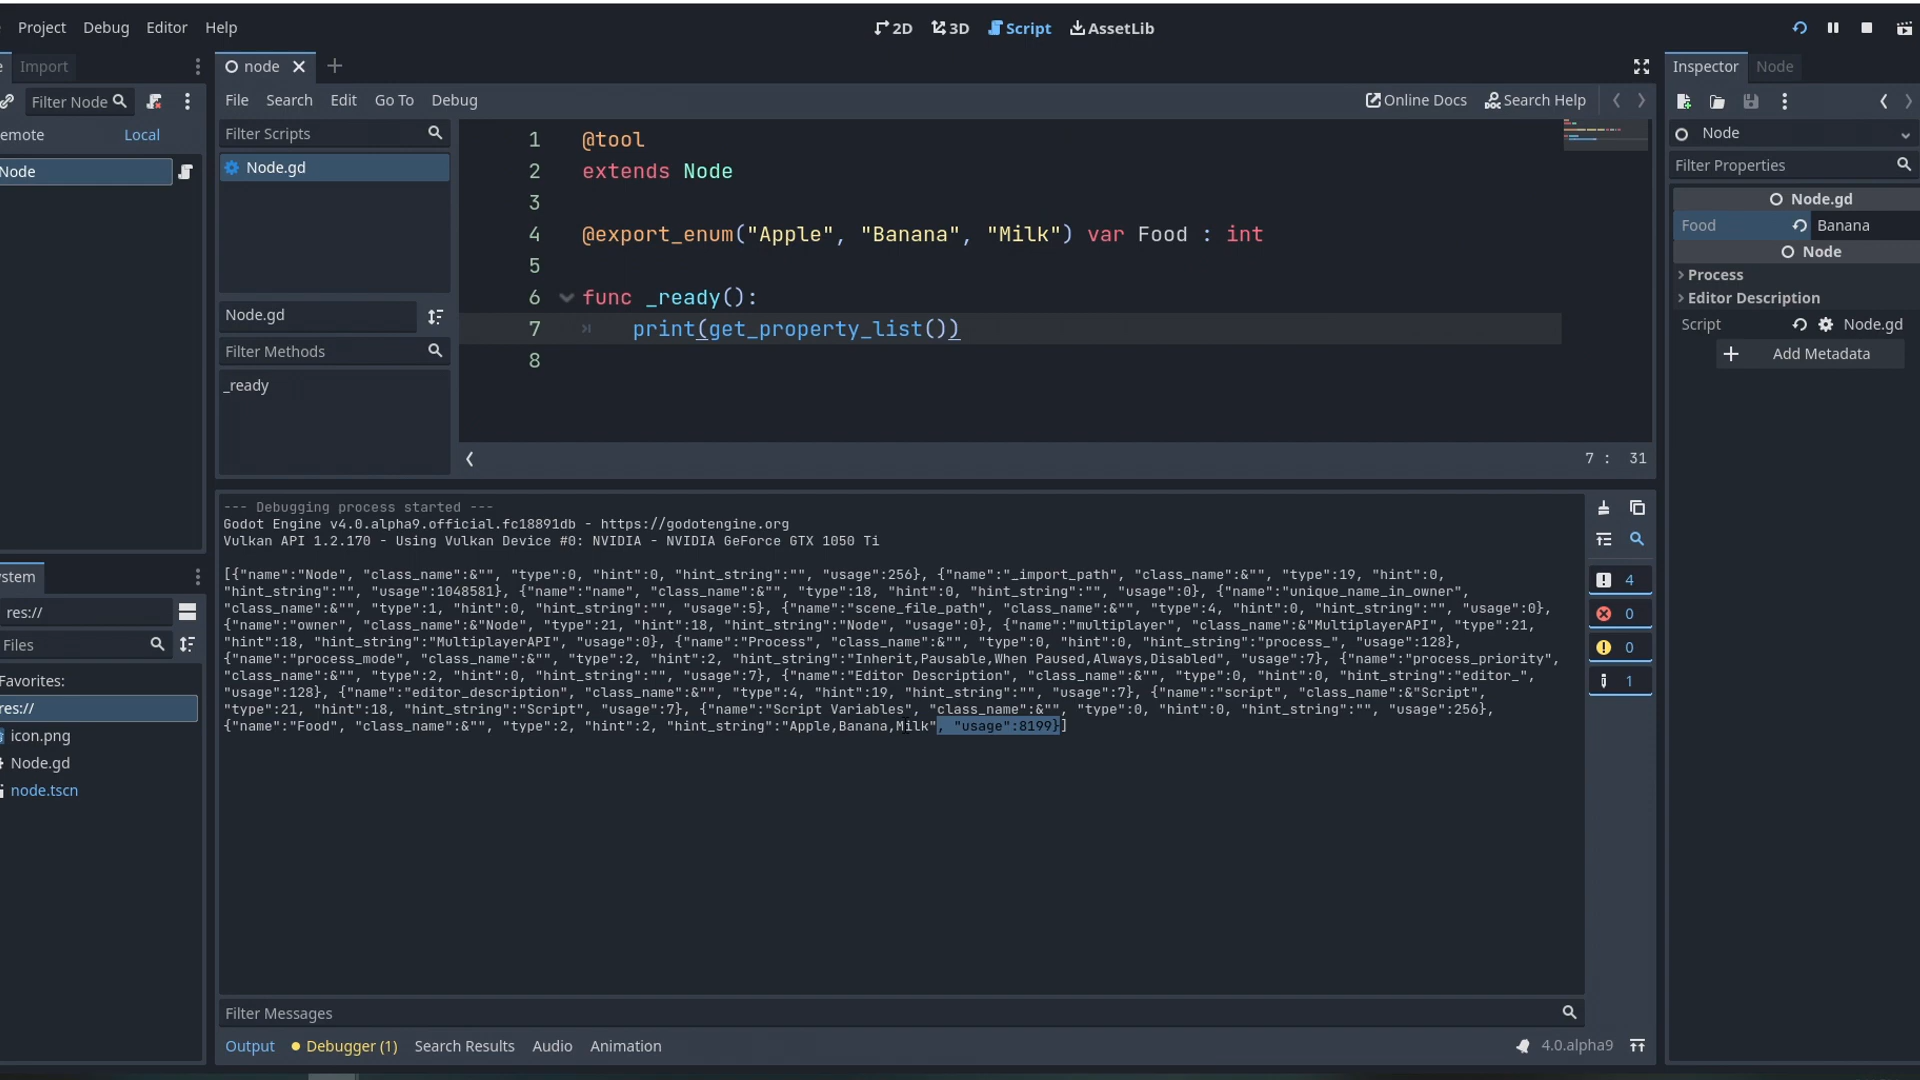 Project Debug Editor Help
2D 3D Script AssetLib
Import
node
Inspector Node
Filter Node
File Search Edit Go To Debug
Online Docs Search Help
emote Local
Filter Scripts
Node
Node.gd
Node
Filter Properties
Node.gd
Food Banana
Node
Process
Editor Description
Script Node.gd
Add Metadata
1 @tool
2 extends Node
3
4 @export_enum("Apple", "Banana", "Milk") var Food : int
5
6 func _ready():
7 print(get_property_list())
8
Node.gd
Filter Methods
_ready
7 : 31
--- Debugging process started ---
Godot Engine v4.0.alpha9.official.fc18891db - https://godotengine.org
Vulkan API 1.2.170 - Using Vulkan Device #0: NVIDIA - NVIDIA GeForce GTX 1050 Ti
[{"name":"Node", "class_name":&"", "type":0, "hint":0, "hint_string":"", "usage":256}, {"name":"_import_path", "class_name":&"", "type":19, "hint":0,
"hint_string":"", "usage":1048581}, {"name":"name", "class_name":&"", "type":18, "hint":0, "hint_string":"", "usage":0}, {"name":"unique_name_in_owner",
"class_name":&"", "type":1, "hint":0, "hint_string":"", "usage":5}, {"name":"scene_file_path", "class_name":&"", "type":4, "hint":0, "hint_string":"", "usage":0},
{"name":"owner", "class_name":&"Node", "type":21, "hint":18, "hint_string":"Node", "usage":0}, {"name":"multiplayer", "class_name":&"MultiplayerAPI", "type":21,
"hint":18, "hint_string":"MultiplayerAPI", "usage":0}, {"name":"Process", "class_name":&"", "type":0, "hint":0, "hint_string":"process_", "usage":128},
{"name":"process_mode", "class_name":&"", "type":2, "hint":2, "hint_string":"Inherit,Pausable,When Paused,Always,Disabled", "usage":7}, {"name":"process_priority",
"class_name":&"", "type":2, "hint":0, "hint_string":"", "usage":7}, {"name":"Editor Description", "class_name":&"", "type":0, "hint":0, "hint_string":"editor_",
"usage":128}, {"name":"editor_description", "class_name":&"", "type":4, "hint":19, "hint_string":"", "usage":7}, {"name":"script", "class_name":&"Script",
"type":21, "hint":18, "hint_string":"Script", "usage":7}, {"name":"Script Variables", "class_name":&"", "type":0, "hint":0, "hint_string":"", "usage":256},
{"name":"Food", "class_name":&"", "type":2, "hint":2, "hint_string":"Apple,Banana,Milk", "usage":8199}]
4
0
0
1
stem
res://
Files
Favorites:
res://
icon.png
Node.gd
node.tscn
Filter Messages
Output Debugger (1) Search Results Audio Animation
4.0.alpha9